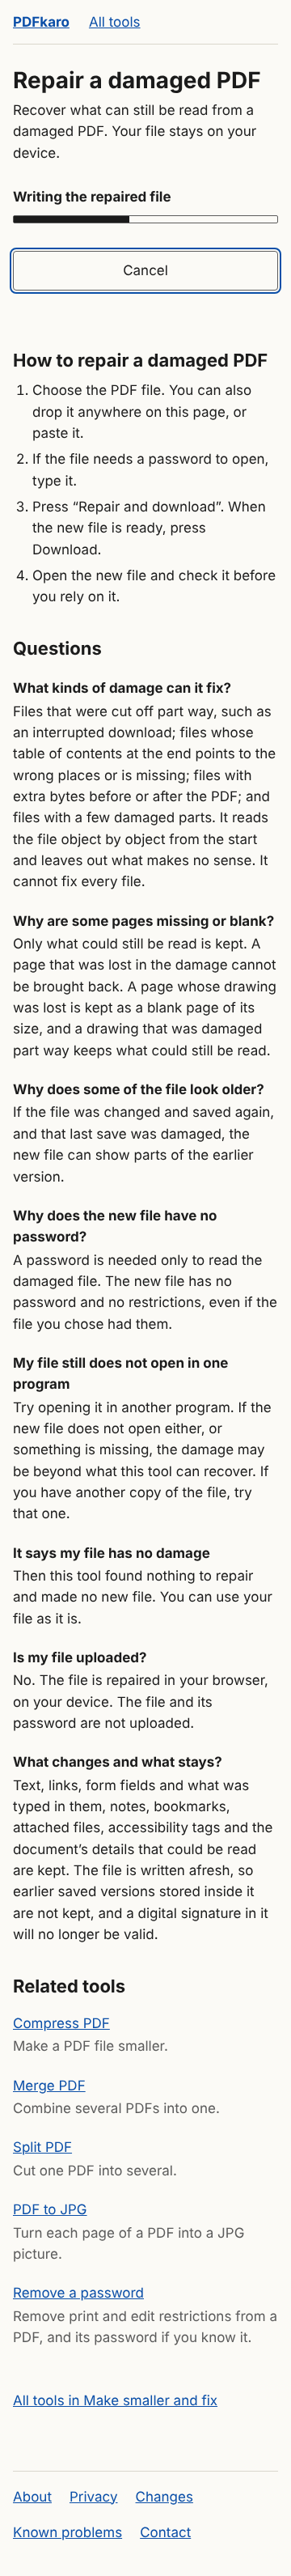 PDFkaro All tools
Repair a damaged PDF
Recover what can still be read from a
damaged PDF. Your file stays on your
device.
Writing the repaired file
Cancel
How to repair a damaged PDF
1. Choose the PDF file. You can also
drop it anywhere on this page, or
paste it.
2. If the file needs a password to open,
type it.
3. Press “Repair and download”. When
the new file is ready, press
Download.
4. Open the new file and check it before
you rely on it.
Questions
What kinds of damage can it fix?
Files that were cut off part way, such as
an interrupted download; files whose
table of contents at the end points to the
wrong places or is missing; files with
extra bytes before or after the PDF; and
files with a few damaged parts. It reads
the file object by object from the start
and leaves out what makes no sense. It
cannot fix every file.
Why are some pages missing or blank?
Only what could still be read is kept. A
page that was lost in the damage cannot
be brought back. A page whose drawing
was lost is kept as a blank page of its
size, and a drawing that was damaged
part way keeps what could still be read.
Why does some of the file look older?
If the file was changed and saved again,
and that last save was damaged, the
new file can show parts of the earlier
version.
Why does the new file have no
password?
A password is needed only to read the
damaged file. The new file has no
password and no restrictions, even if the
file you chose had them.
My file still does not open in one
program
Try opening it in another program. If the
new file does not open either, or
something is missing, the damage may
be beyond what this tool can recover. If
you have another copy of the file, try
that one.
It says my file has no damage
Then this tool found nothing to repair
and made no new file. You can use your
file as it is.
Is my file uploaded?
No. The file is repaired in your browser,
on your device. The file and its
password are not uploaded.
What changes and what stays?
Text, links, form fields and what was
typed in them, notes, bookmarks,
attached files, accessibility tags and the
document’s details that could be read
are kept. The file is written afresh, so
earlier saved versions stored inside it
are not kept, and a digital signature in it
will no longer be valid.
Related tools
Compress PDF
Make a PDF file smaller.
Merge PDF
Combine several PDFs into one.
Split PDF
Cut one PDF into several.
PDF to JPG
Turn each page of a PDF into a JPG
picture.
Remove a password
Remove print and edit restrictions from a
PDF, and its password if you know it.
All tools in Make smaller and fix
About Privacy Changes
Known problems Contact